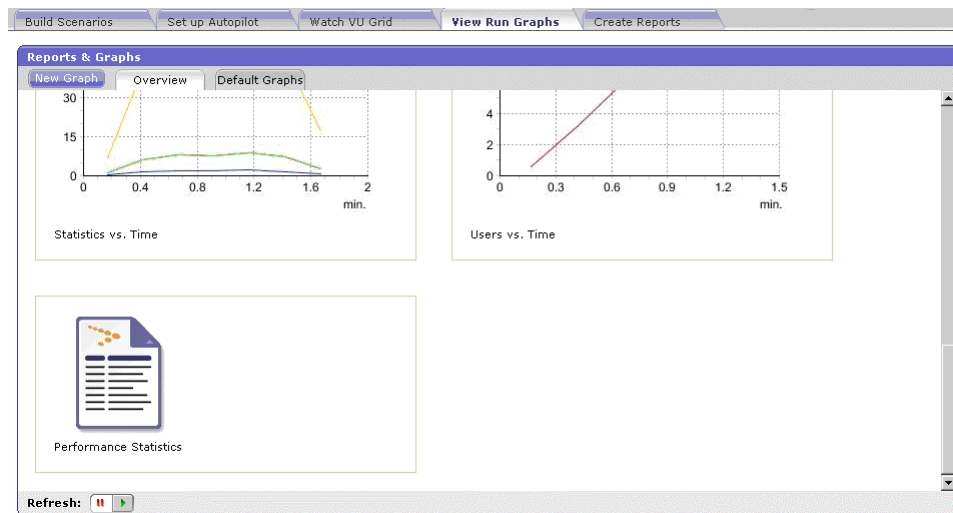 Build Scenarios Set up Autopilot Watch VU Grid View Run Graphs Create Reports
Reports & Graphs
New Graph Overview Default Graphs
30
15
0
0 0.4 0.8 1.2 1.6 2
min.
Statistics vs. Time
4
2
0
0 0.3 0.6 0.9 1.2 1.5
min.
Users vs. Time
Performance Statistics
Refresh: